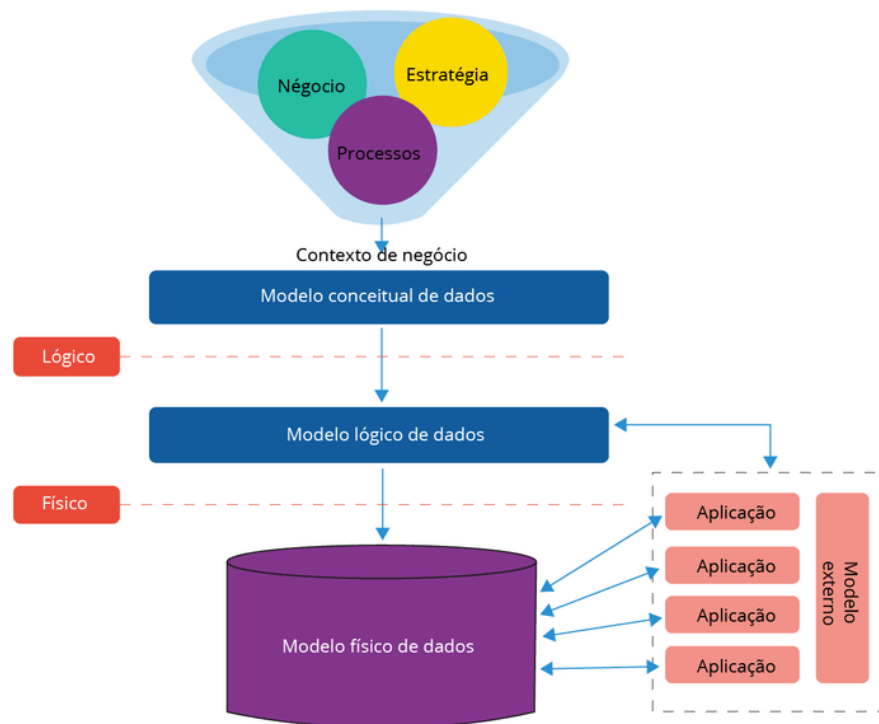 Négocio
Estratégia
Processos
Contexto de negócio
Modelo conceitual de dados
Lógico
Modelo lógico de dados
Físico
Aplicação
Aplicação
Aplicação
Aplicação
Modelo
externo
Modelo físico de dados